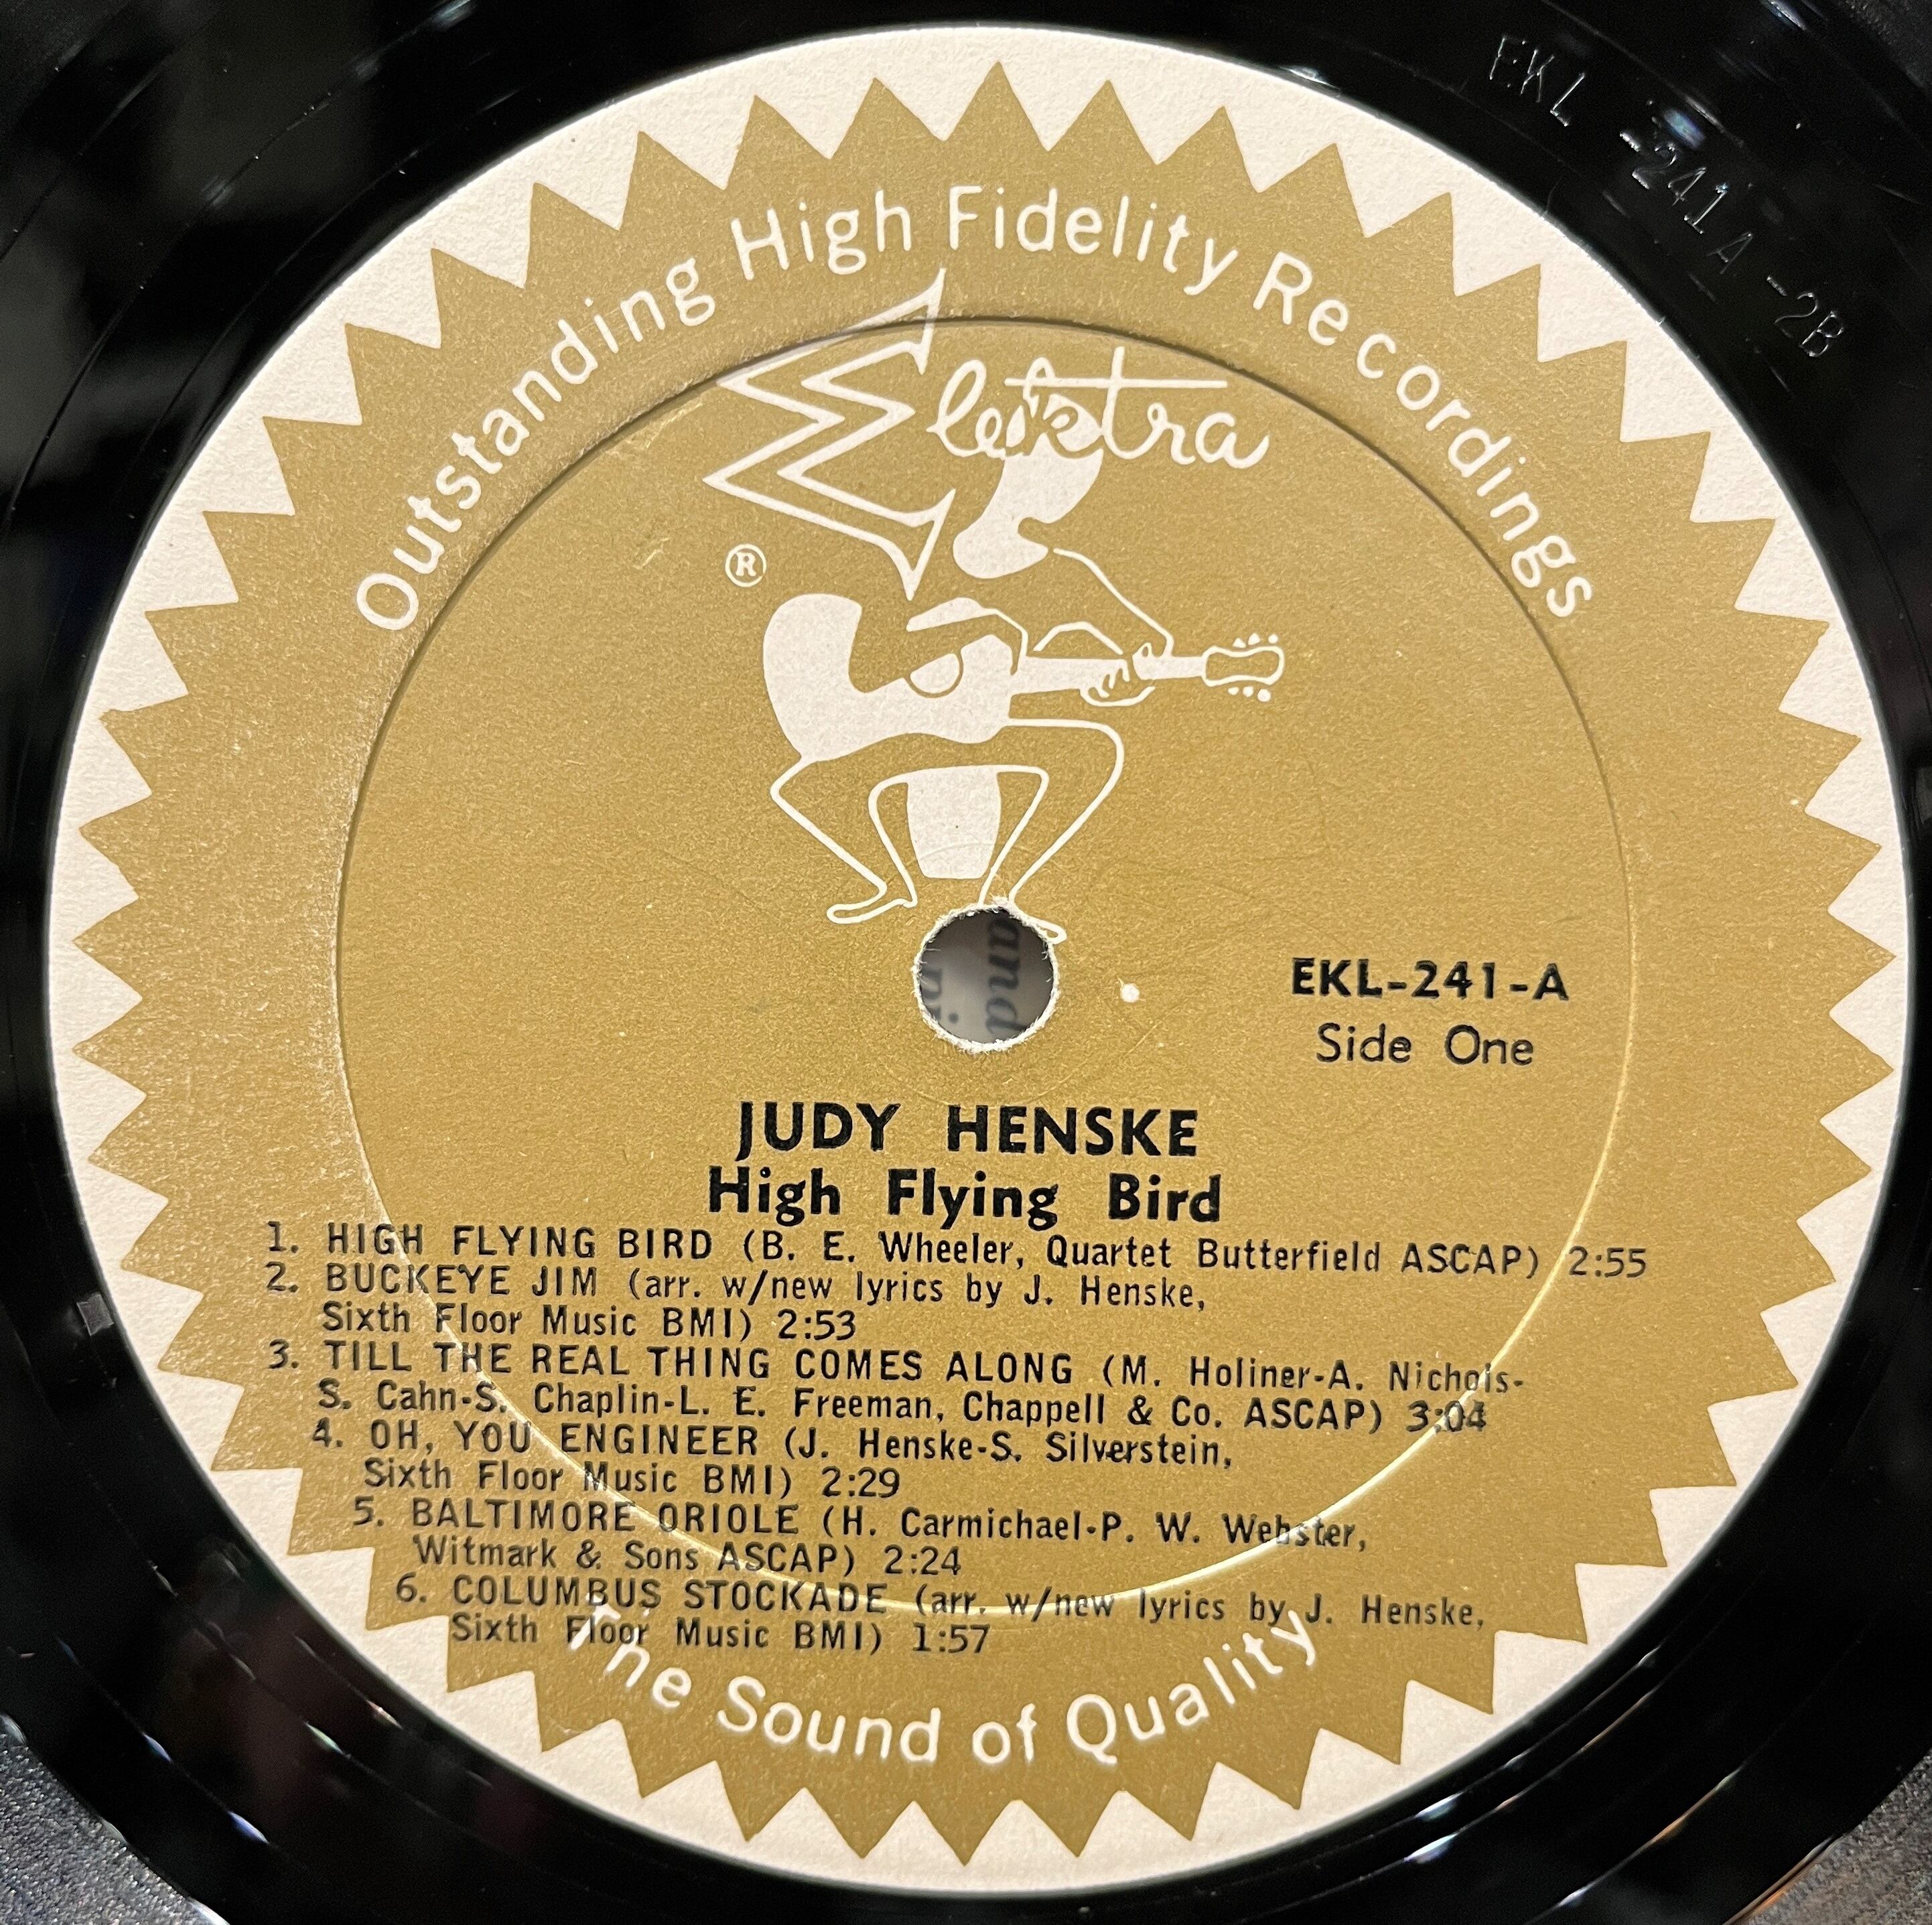 EKL-241A-2B
Outstanding High Fidelity Recordings
Elektra
®
EKL-241-A
Side One
JUDY HENSKE
High Flying Bird
1. HIGH FLYING BIRD (B. E. Wheeler, Quartet Butterfield ASCAP) 2:55
2. BUCKEYE JIM (arr. w/new lyrics by J. Henske,
Sixth Floor Music BMI) 2:53
3. TILL THE REAL THING COMES ALONG (M. Holiner-A. Nichols-
S. Cahn-S. Chaplin-L. E. Freeman, Chappell & Co. ASCAP) 3:04
4. OH, YOU ENGINEER (J. Henske-S. Silverstein,
Sixth Floor Music BMI) 2:29
5. BALTIMORE ORIOLE (H. Carmichael-P. W. Webster,
Witmark & Sons ASCAP) 2:24
6. COLUMBUS STOCKADE (arr. w/new lyrics by J. Henske,
Sixth Floor Music BMI) 1:57
The Sound of Quality
and